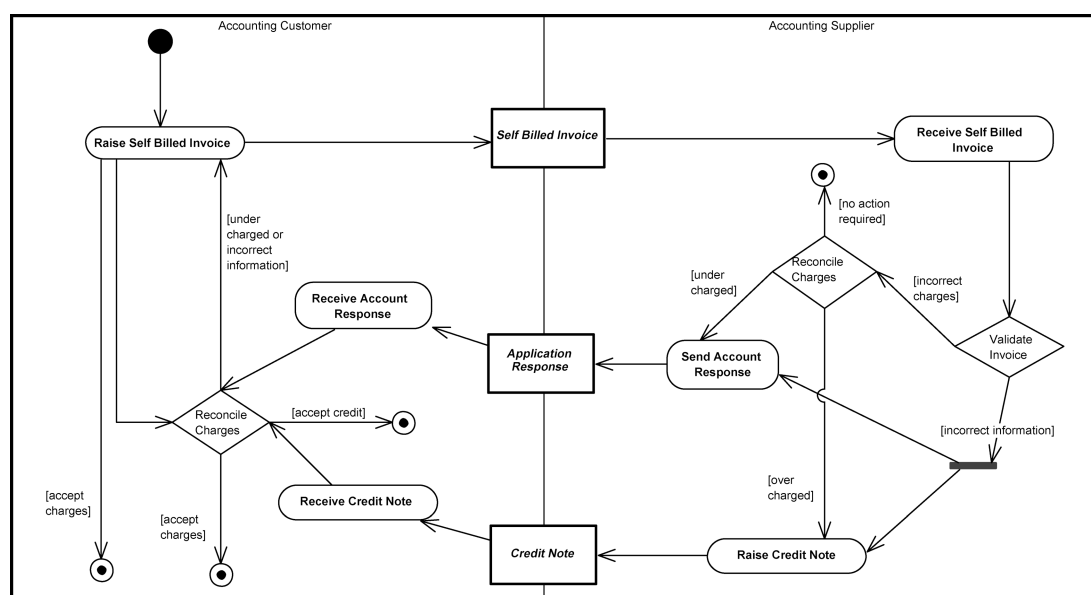 Accounting Customer
Accounting Supplier
Raise Self Billed Invoice
Self Billed Invoice
Receive Self Billed
Invoice
[no action
required]
[under
charged or
incorrect
information]
Reconcile
Charges
[under
charged]
[incorrect
charges]
Receive Account
Response
Application
Response
Send Account
Response
Validate
Invoice
Reconcile
Charges
[accept credit]
[incorrect information]
[over
charged]
[accept
charges]
Receive Credit Note
[accept
charges]
Credit Note
Raise Credit Note